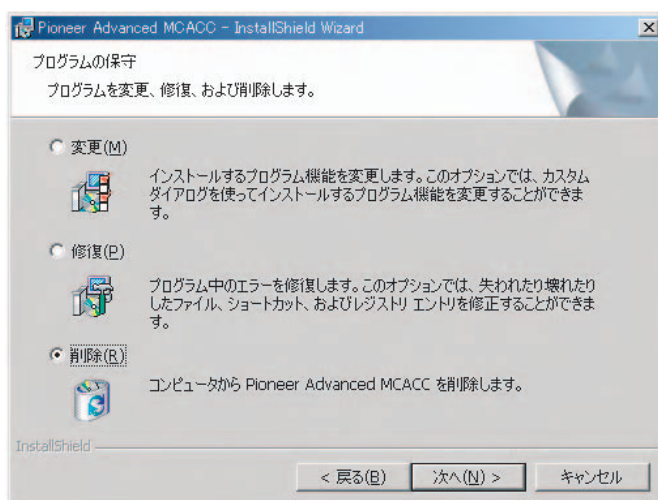 Pioneer Advanced MCACC - InstallShield Wizard
プログラムの保守
プログラムを変更、修復、および削除します。
変更(M)
インストールするプログラム機能を変更します。このオプションでは、カスタム
ダイアログを使ってインストールするプログラム機能を変更することができま
す。
修復(P)
プログラム中のエラーを修復します。このオプションでは、失われたり壊れたり
したファイル、ショートカット、およびレジストリ エントリを修正することができま
す。
削除(R)
コンピュータから Pioneer Advanced MCACC を削除します。
InstallShield
< 戻る(B) 次へ(N) > キャンセル